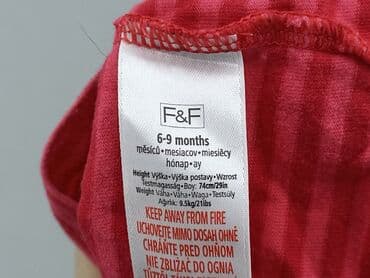 F&F
6-9 months
měsíců•mesiacov•miesięcy
hónap•ay
Height Výška•Výška postavy•Wzrost
Testmagasság•Boy: 74cm/29in
Weight Váha•Váha•Waga•Testsúly
Ağırlık: 9.5kg/21lbs
KEEP AWAY FROM FIRE
UCHOVEJTE MIMO DOSAH OHNĚ
CHRÁŇTE PRED OHŇOM
NIE ZBLIŻAĆ DO OGNIA